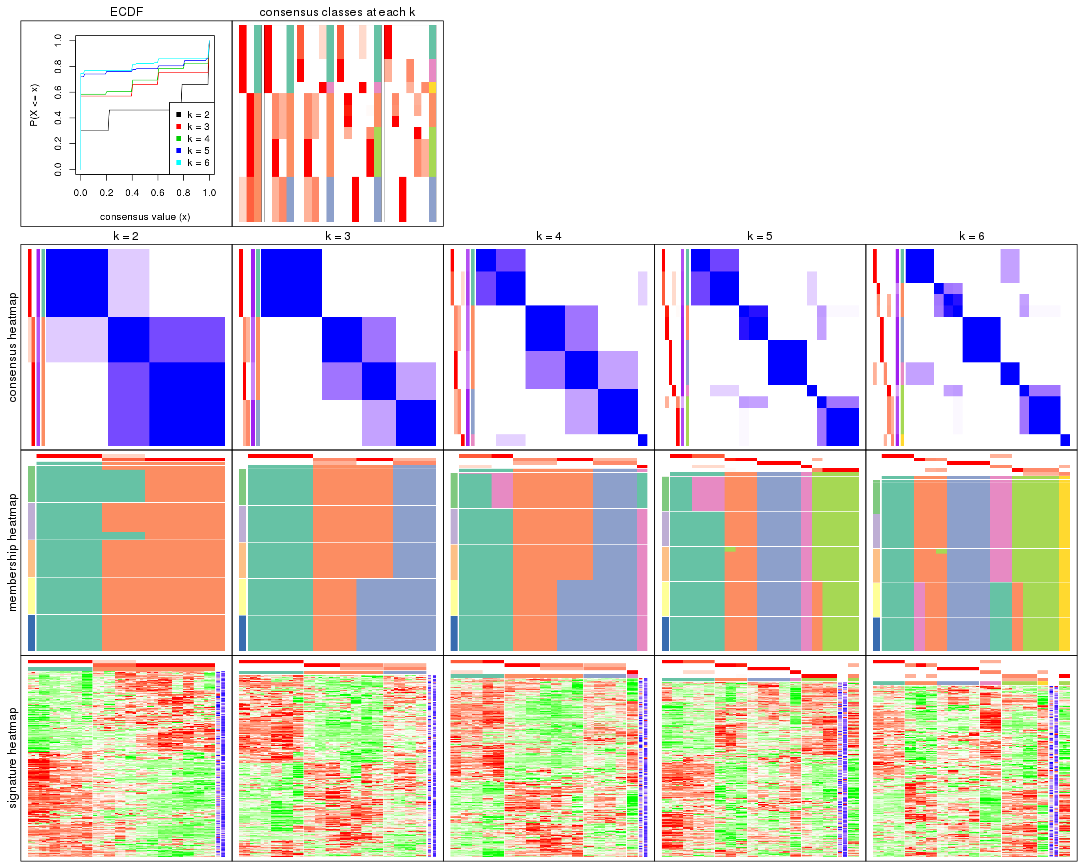 ECDF
consensus classes at each k
P(X <= x)
1.0
0.8
0.6
0.4
0.2
0.0
k = 2
k = 3
k = 4
k = 5
k = 6
0.0 0.2 0.4 0.6 0.8 1.0
consensus value (x)
k = 2 k = 3 k = 4 k = 5 k = 6
consensus heatmap
membership heatmap
signature heatmap